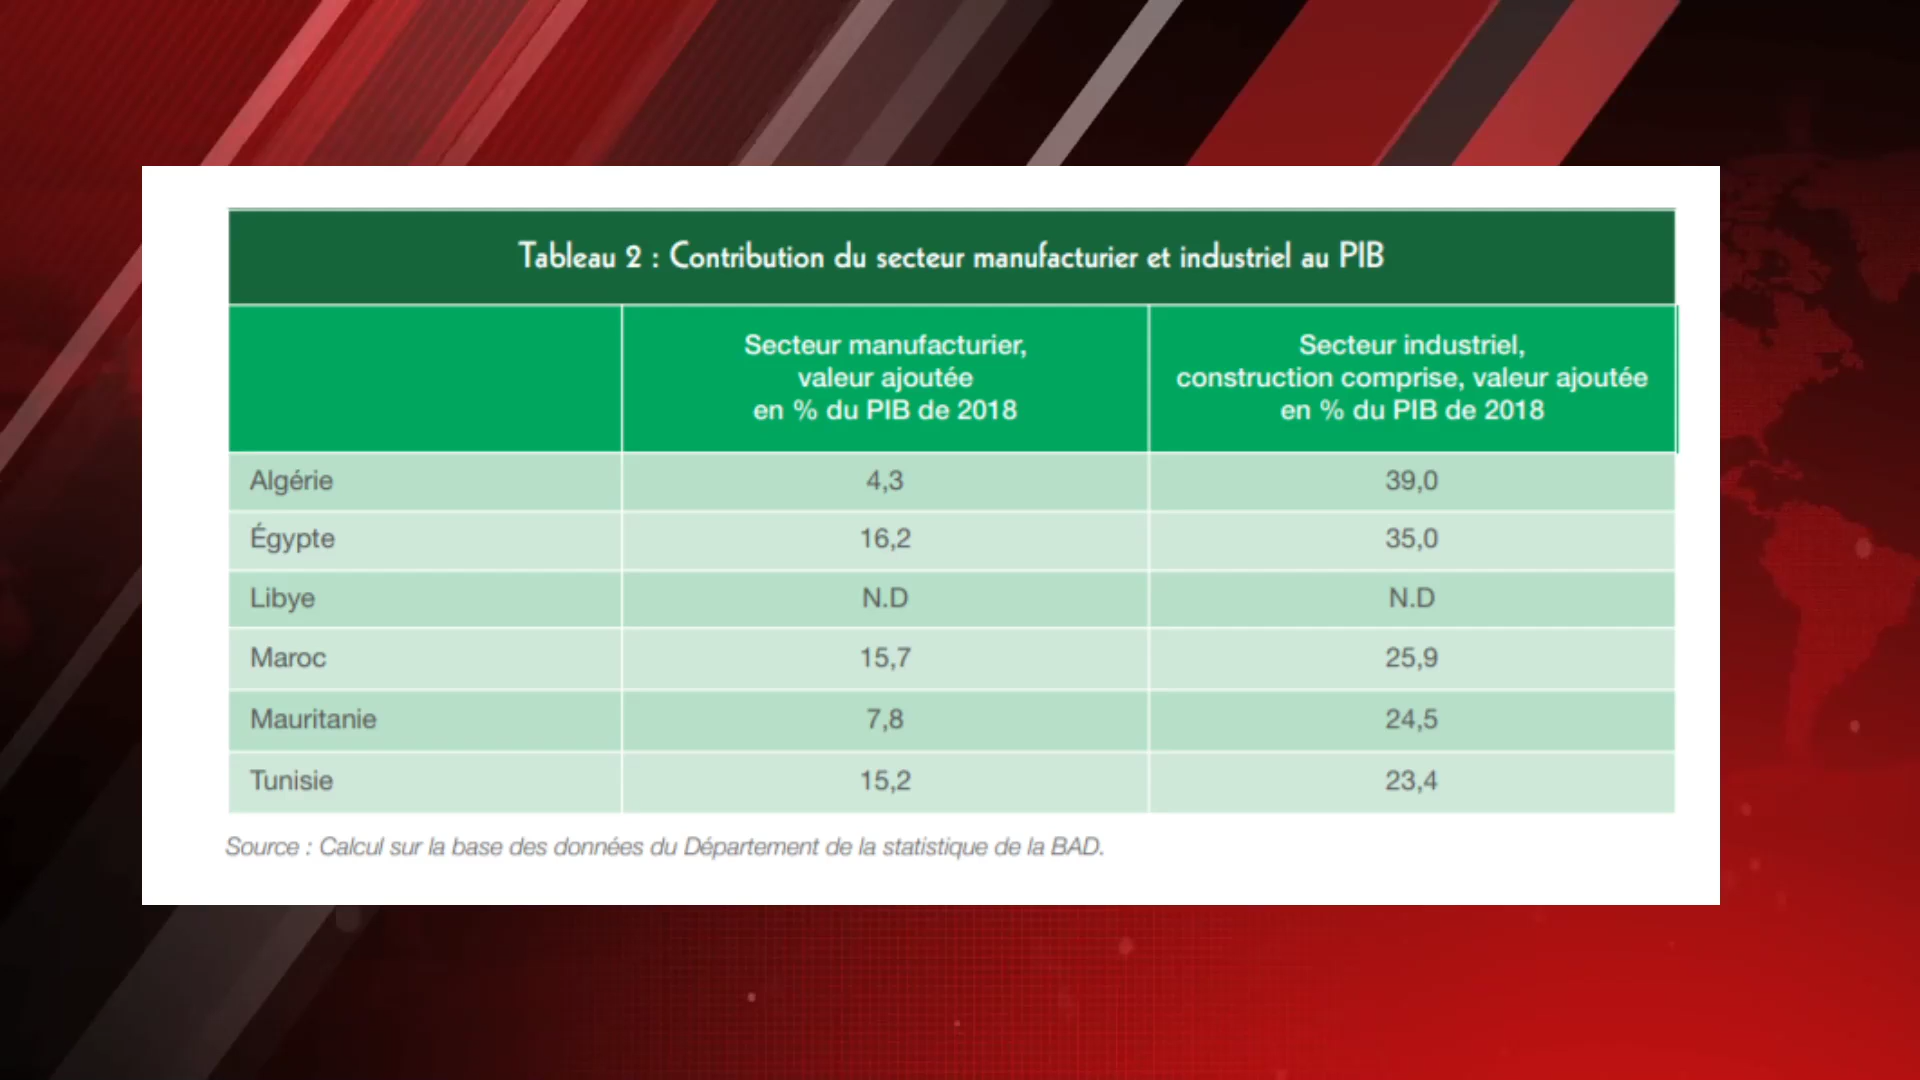 Tableau 2 : Contribution du secteur manufacturier et industriel au PIB
Secteur manufacturier,
valeur ajoutée
en % du PIB de 2018
Secteur industriel,
construction comprise, valeur ajoutée
en % du PIB de 2018
Algérie 4,3 39,0
Égypte 16,2 35,0
Libye N.D N.D
Maroc 15,7 25,9
Mauritanie 7,8 24,5
Tunisie 15,2 23,4
Source : Calcul sur la base des données du Département de la statistique de la BAD.